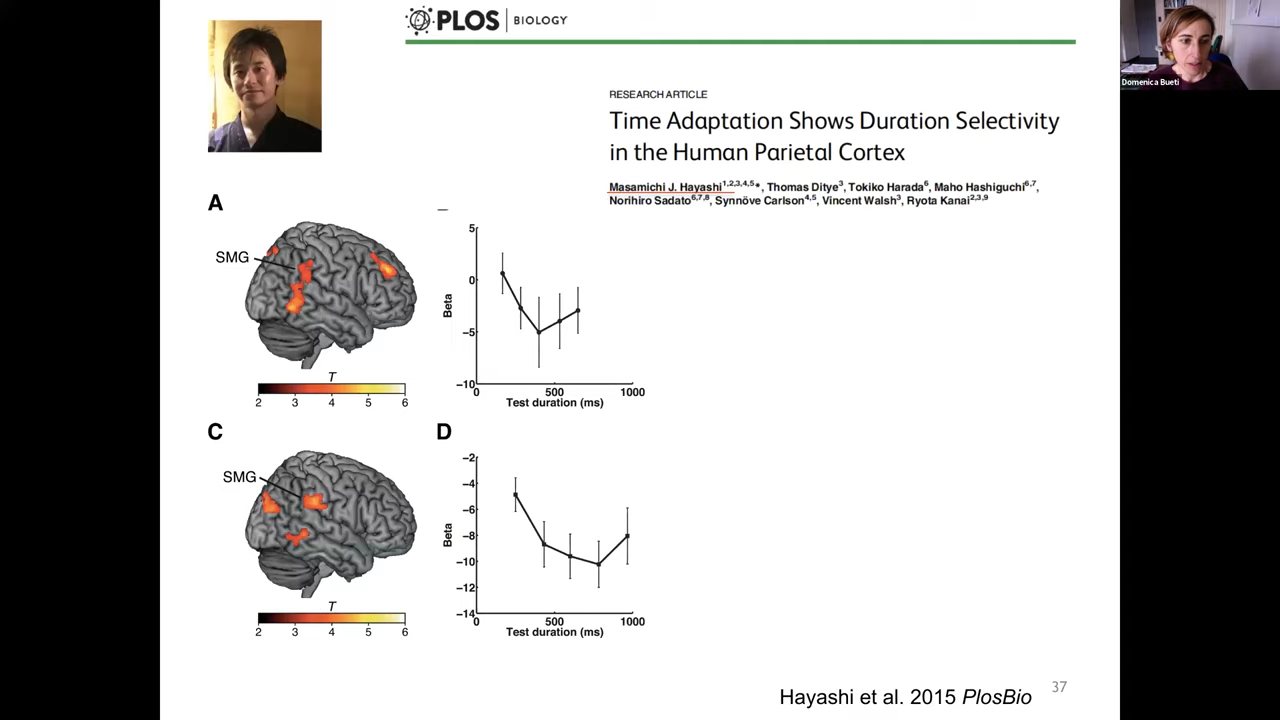 PLOS | BIOLOGY
Domenica Bueti
RESEARCH ARTICLE
Time Adaptation Shows Duration Selectivity
in the Human Parietal Cortex
Masamichi J. Hayashi1,2,3,4,5*, Thomas Ditye3, Tokiko Harada6, Maho Hashiguchi6,7,
Norihiro Sadato6,7,8, Synnöve Carlson4,5, Vincent Walsh3, Ryota Kanai2,3,9
A
SMG
T
2 3 4 5 6
5
0
−5
−10
Beta
0 500 1000
Test duration (ms)
C
SMG
T
2 3 4 5 6
D
−2
−4
−6
−8
−10
−12
−14
Beta
0 500 1000
Test duration (ms)
Hayashi et al. 2015 PlosBio
37